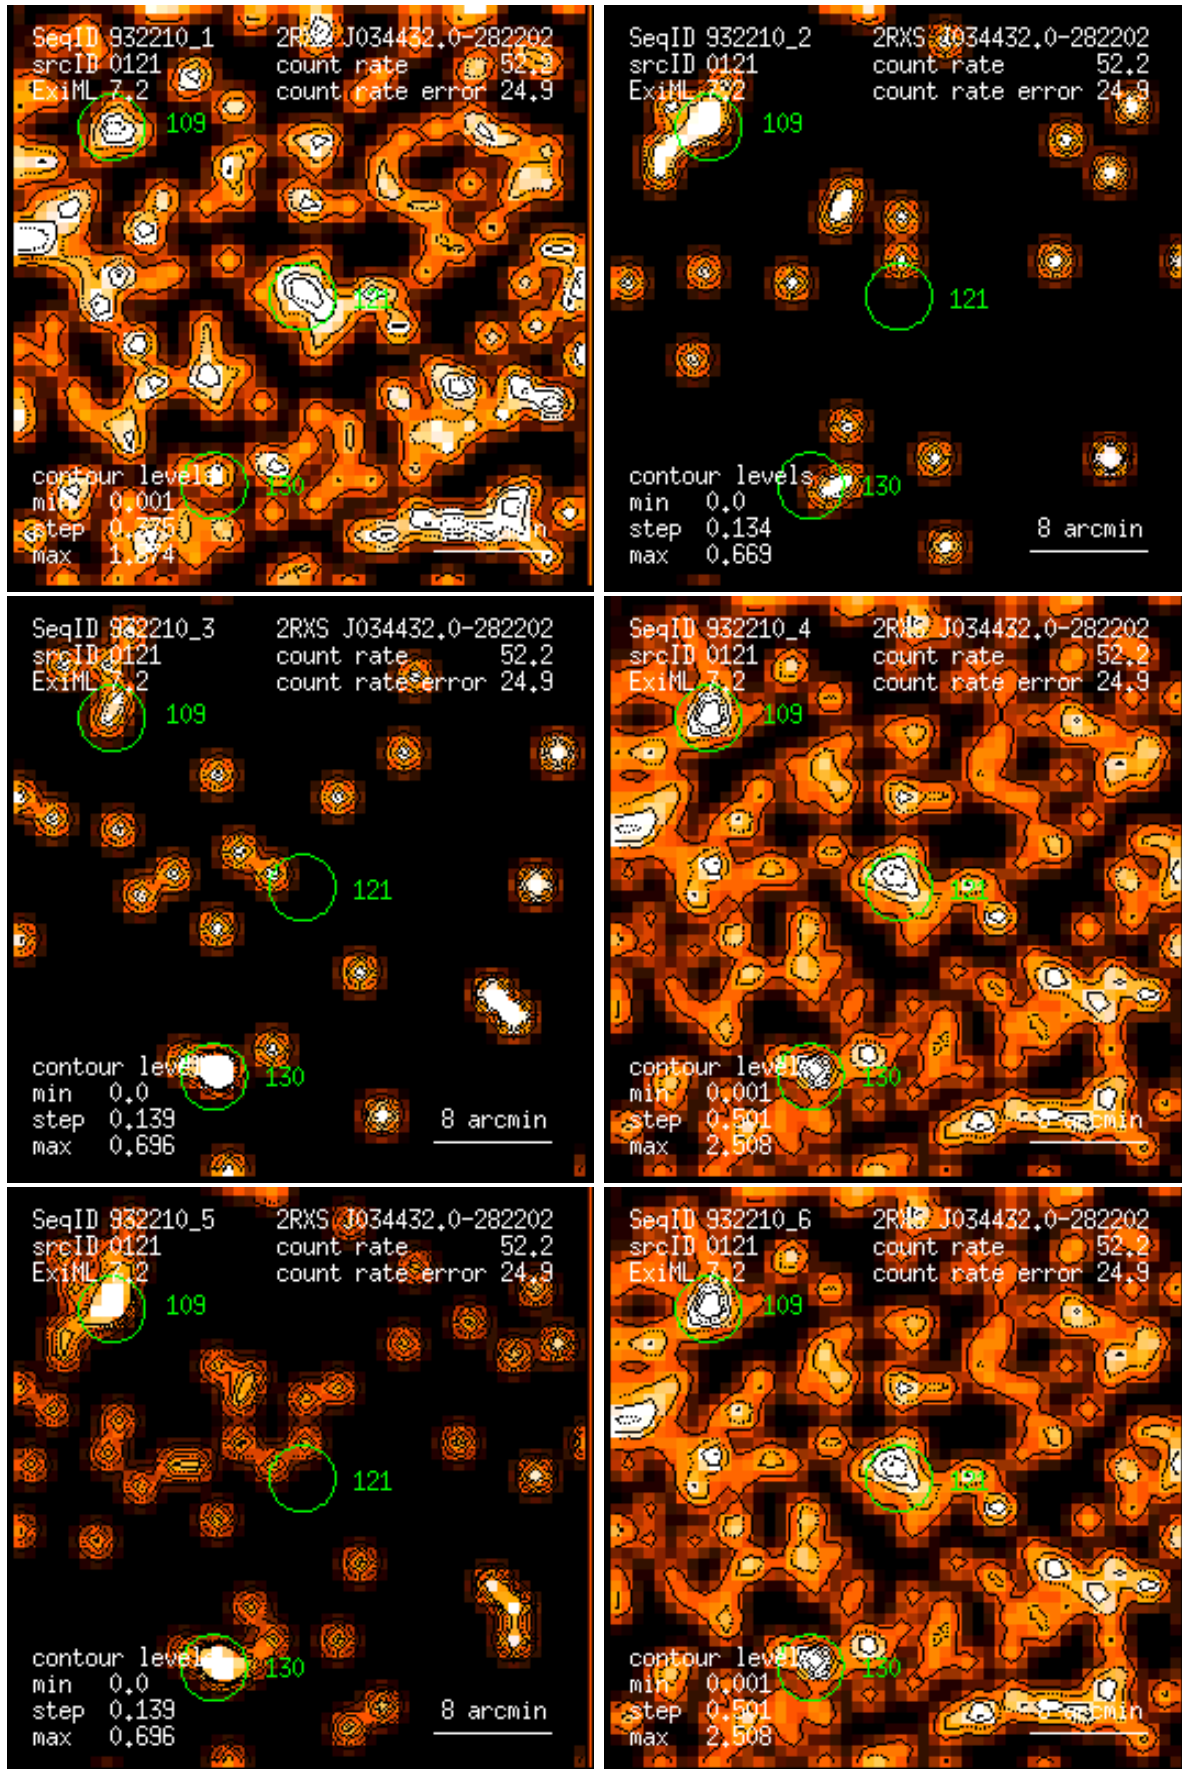 SeqID 932210_1 2RXS J034432.0-282202
srcID 0121 count rate 52.2
ExiML 7.2 count rate error 24.9
109
121
130
contour levels
min 0.001
step 0.375
max 1.874
SeqID 932210_2 2RXS J034432.0-282202
srcID 0121 count rate 52.2
ExiML 7.2 count rate error 24.9
109
121
130
contour levels
min 0.0
step 0.134
max 0.669
8 arcmin
SeqID 932210_3 2RXS J034432.0-282202
srcID 0121 count rate 52.2
ExiML 7.2 count rate error 24.9
109
121
130
contour levels
min 0.0
step 0.139
max 0.696
8 arcmin
SeqID 932210_4 2RXS J034432.0-282202
srcID 0121 count rate 52.2
ExiML 7.2 count rate error 24.9
109
121
130
contour levels
min 0.001
step 0.501
max 2.508
8 arcmin
SeqID 932210_5 2RXS J034432.0-282202
srcID 0121 count rate 52.2
ExiML 7.2 count rate error 24.9
109
121
130
contour levels
min 0.0
step 0.139
max 0.696
8 arcmin
SeqID 932210_6 2RXS J034432.0-282202
srcID 0121 count rate 52.2
ExiML 7.2 count rate error 24.9
109
121
130
contour levels
min 0.001
step 0.501
max 2.508
8 arcmin